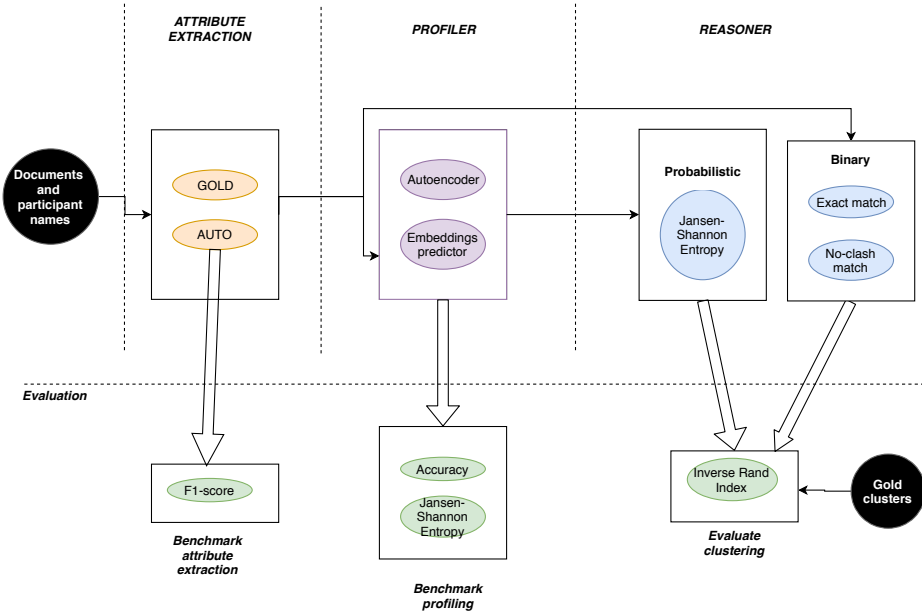 ATTRIBUTE
EXTRACTION
PROFILER
REASONER
Documents
and
participant
names
GOLD
AUTO
Autoencoder
Embeddings
predictor
Probabilistic
Jansen-
Shannon
Entropy
Binary
Exact match
No-clash
match
Evaluation
F1-score
Benchmark
attribute
extraction
Accuracy
Jansen-
Shannon
Entropy
Benchmark
profiling
Inverse Rand
Index
Evaluate
clustering
Gold
clusters